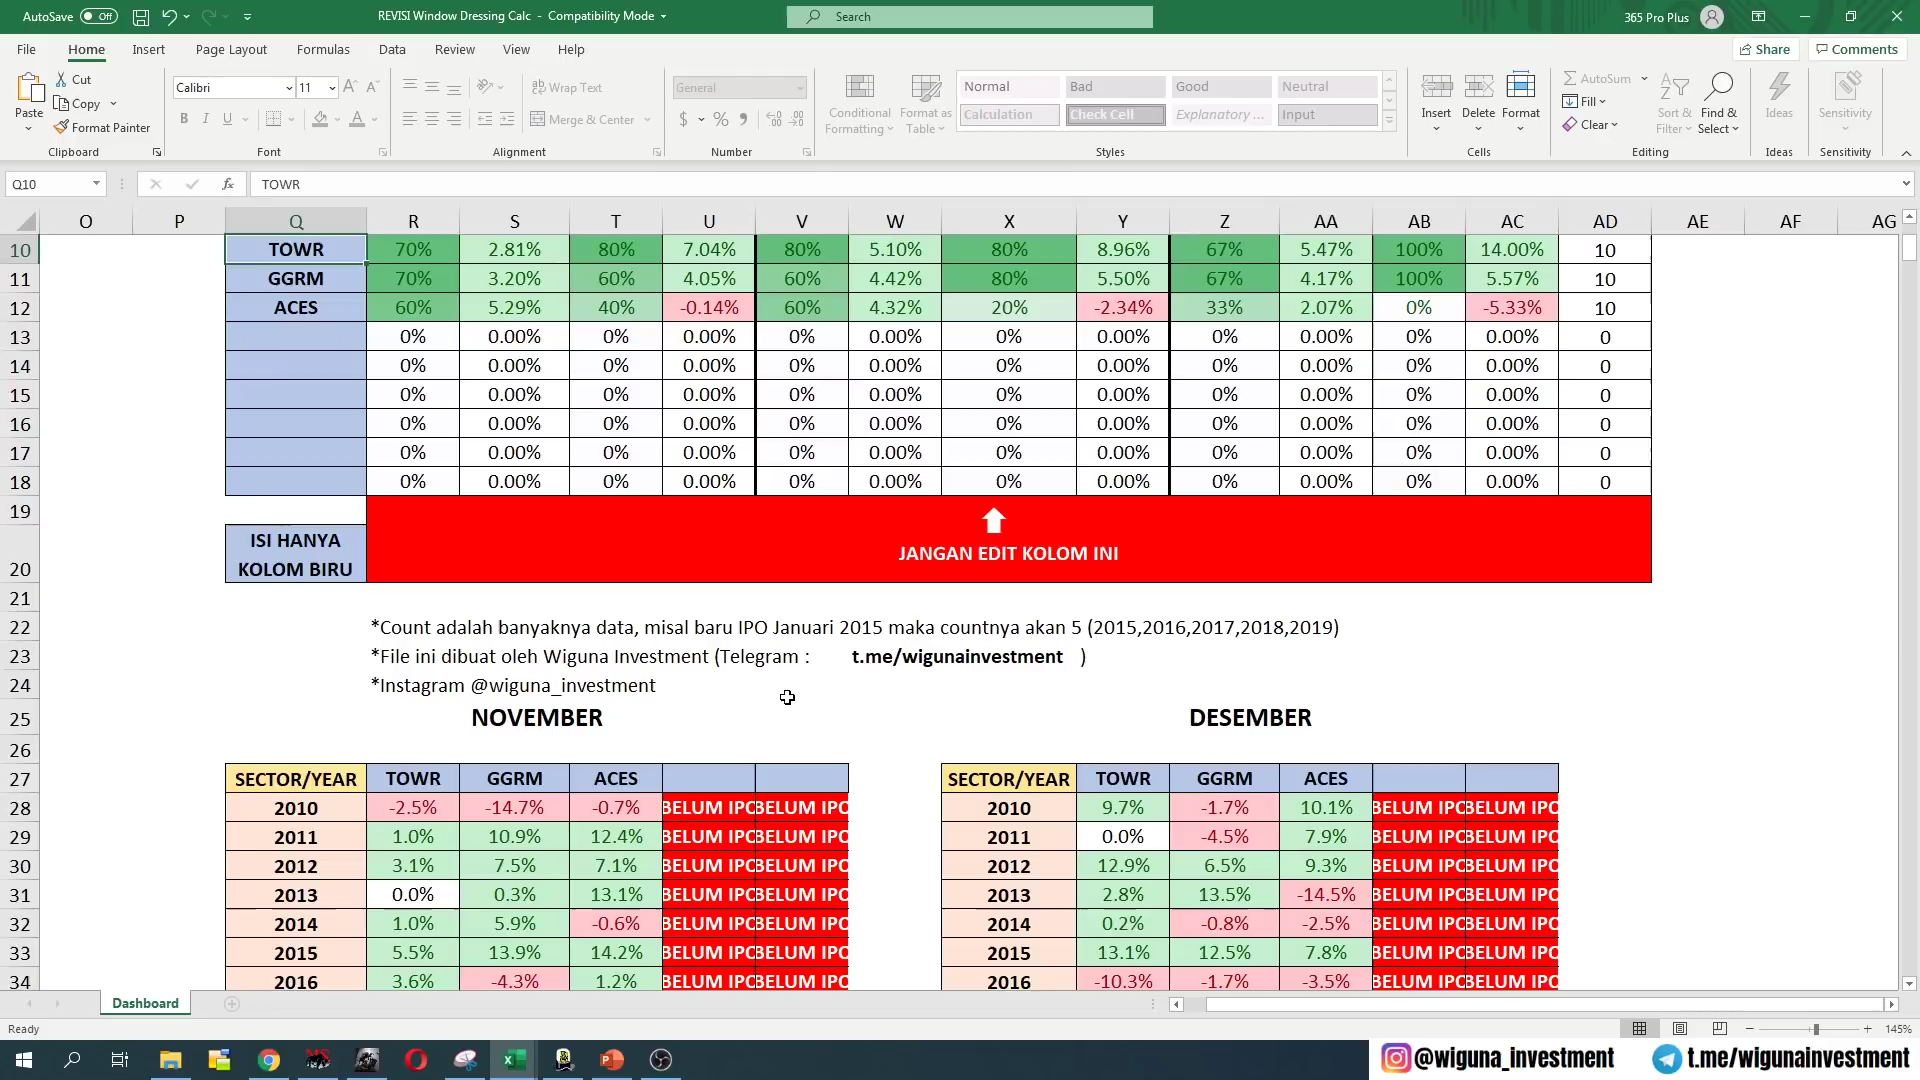 AutoSave Off REVISI Window Dressing Calc - Compatibility Mode Search 365 Pro Plus
File Home Insert Page Layout Formulas Data Review View Help Share Comments
Paste Cut Copy Format Painter Clipboard
Calibri 11 B I U A Font
Wrap Text Merge & Center Alignment
General $ % Number
Conditional Formatting Format as Table
Normal Bad Good Neutral
Calculation Check Cell Explanatory ... Input
Styles
Insert Delete Format Cells
AutoSum Fill Clear Sort & Filter Find & Select Editing
Ideas Ideas
Sensitivity Sensitivity
Q10 fx TOWR
O P Q R S T U V W X Y Z AA AB AC AD AE AF AG
10 TOWR 70% 2.81% 80% 7.04% 80% 5.10% 80% 8.96% 67% 5.47% 100% 14.00% 10
11 GGRM 70% 3.20% 60% 4.05% 60% 4.42% 80% 5.50% 67% 4.17% 100% 5.57% 10
12 ACES 60% 5.29% 40% -0.14% 60% 4.32% 20% -2.34% 33% 2.07% 0% -5.33% 10
13 0% 0.00% 0% 0.00% 0% 0.00% 0% 0.00% 0% 0.00% 0% 0.00% 0
14 0% 0.00% 0% 0.00% 0% 0.00% 0% 0.00% 0% 0.00% 0% 0.00% 0
15 0% 0.00% 0% 0.00% 0% 0.00% 0% 0.00% 0% 0.00% 0% 0.00% 0
16 0% 0.00% 0% 0.00% 0% 0.00% 0% 0.00% 0% 0.00% 0% 0.00% 0
17 0% 0.00% 0% 0.00% 0% 0.00% 0% 0.00% 0% 0.00% 0% 0.00% 0
18 0% 0.00% 0% 0.00% 0% 0.00% 0% 0.00% 0% 0.00% 0% 0.00% 0
19
20 ISI HANYA KOLOM BIRU JANGAN EDIT KOLOM INI
21
22 *Count adalah banyaknya data, misal baru IPO Januari 2015 maka countnya akan 5 (2015,2016,2017,2018,2019)
23 *File ini dibuat oleh Wiguna Investment (Telegram : t.me/wigunainvestment )
24 *Instagram @wiguna_investment
25 NOVEMBER DESEMBER
26
27 SECTOR/YEAR TOWR GGRM ACES SECTOR/YEAR TOWR GGRM ACES
28 2010 -2.5% -14.7% -0.7% BELUM IPO BELUM IPO 2010 9.7% -1.7% 10.1% BELUM IPO BELUM IPO
29 2011 1.0% 10.9% 12.4% BELUM IPO BELUM IPO 2011 0.0% -4.5% 7.9% BELUM IPO BELUM IPO
30 2012 3.1% 7.5% 7.1% BELUM IPO BELUM IPO 2012 12.9% 6.5% 9.3% BELUM IPO BELUM IPO
31 2013 0.0% 0.3% 13.1% BELUM IPO BELUM IPO 2013 2.8% 13.5% -14.5% BELUM IPO BELUM IPO
32 2014 1.0% 5.9% -0.6% BELUM IPO BELUM IPO 2014 0.2% -0.8% -2.5% BELUM IPO BELUM IPO
33 2015 5.5% 13.9% 14.2% BELUM IPO BELUM IPO 2015 13.1% 12.5% 7.8% BELUM IPO BELUM IPO
34 2016 3.6% -4.3% 1.2% BELUM IPO BELUM IPO 2016 -10.3% -1.7% -3.5% BELUM IPO BELUM IPO
Dashboard
Ready 145%
@wiguna_investment t.me/wigunainvestment